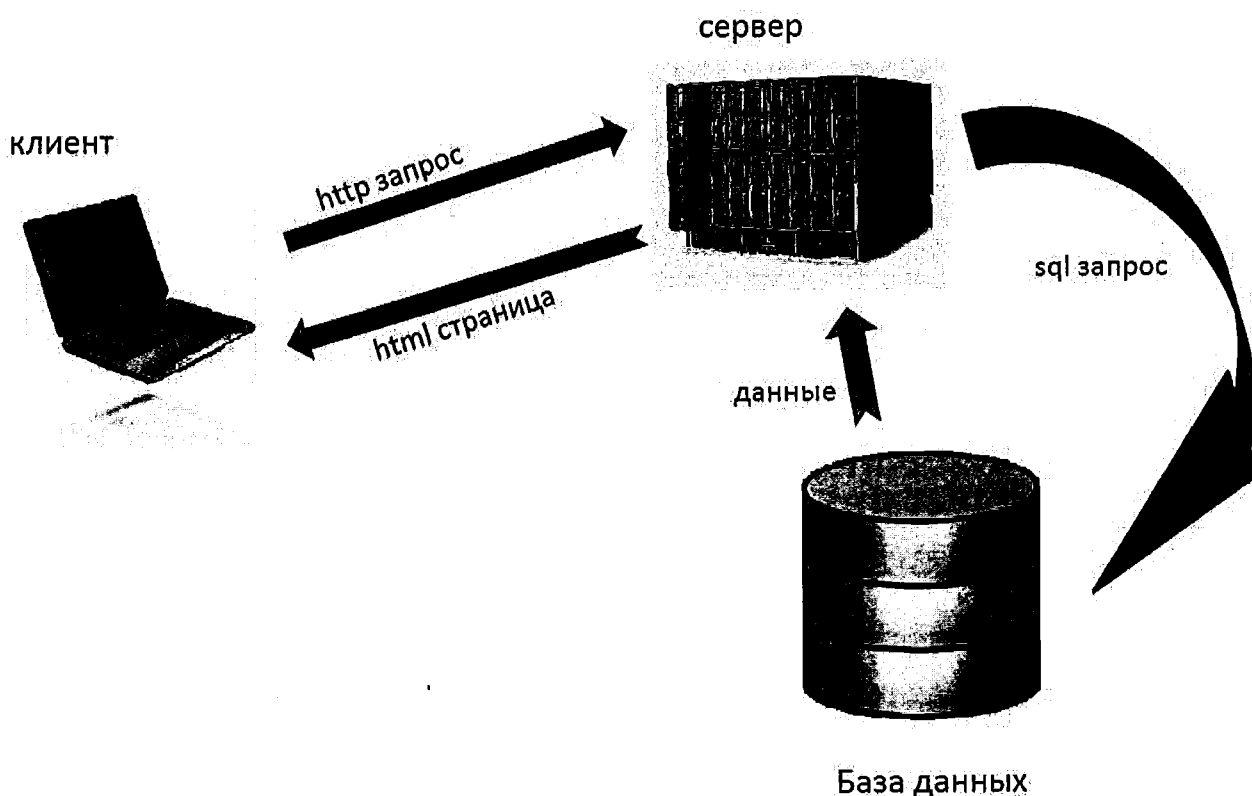 сервер
клиент
http запрос
html страница
sql запрос
данные
База данных